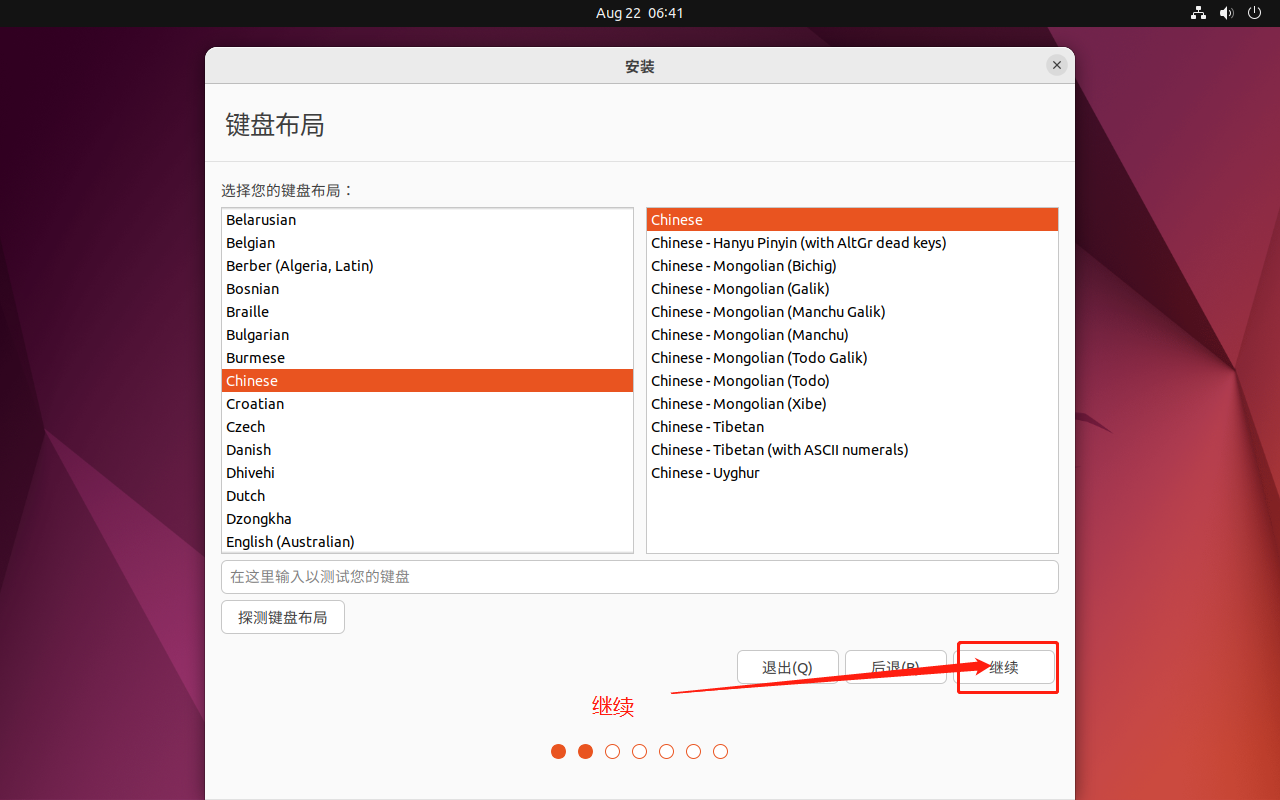 Aug 22 06:41
安装
键盘布局
选择您的键盘布局：
Belarusian
Belgian
Berber (Algeria, Latin)
Bosnian
Braille
Bulgarian
Burmese
Chinese
Croatian
Czech
Danish
Dhivehi
Dutch
Dzongkha
English (Australian)
Chinese
Chinese - Hanyu Pinyin (with AltGr dead keys)
Chinese - Mongolian (Bichig)
Chinese - Mongolian (Galik)
Chinese - Mongolian (Manchu Galik)
Chinese - Mongolian (Manchu)
Chinese - Mongolian (Todo Galik)
Chinese - Mongolian (Todo)
Chinese - Mongolian (Xibe)
Chinese - Tibetan
Chinese - Tibetan (with ASCII numerals)
Chinese - Uyghur
在这里输入以测试您的键盘
探测键盘布局
退出(Q) 后退(B) 继续
继续